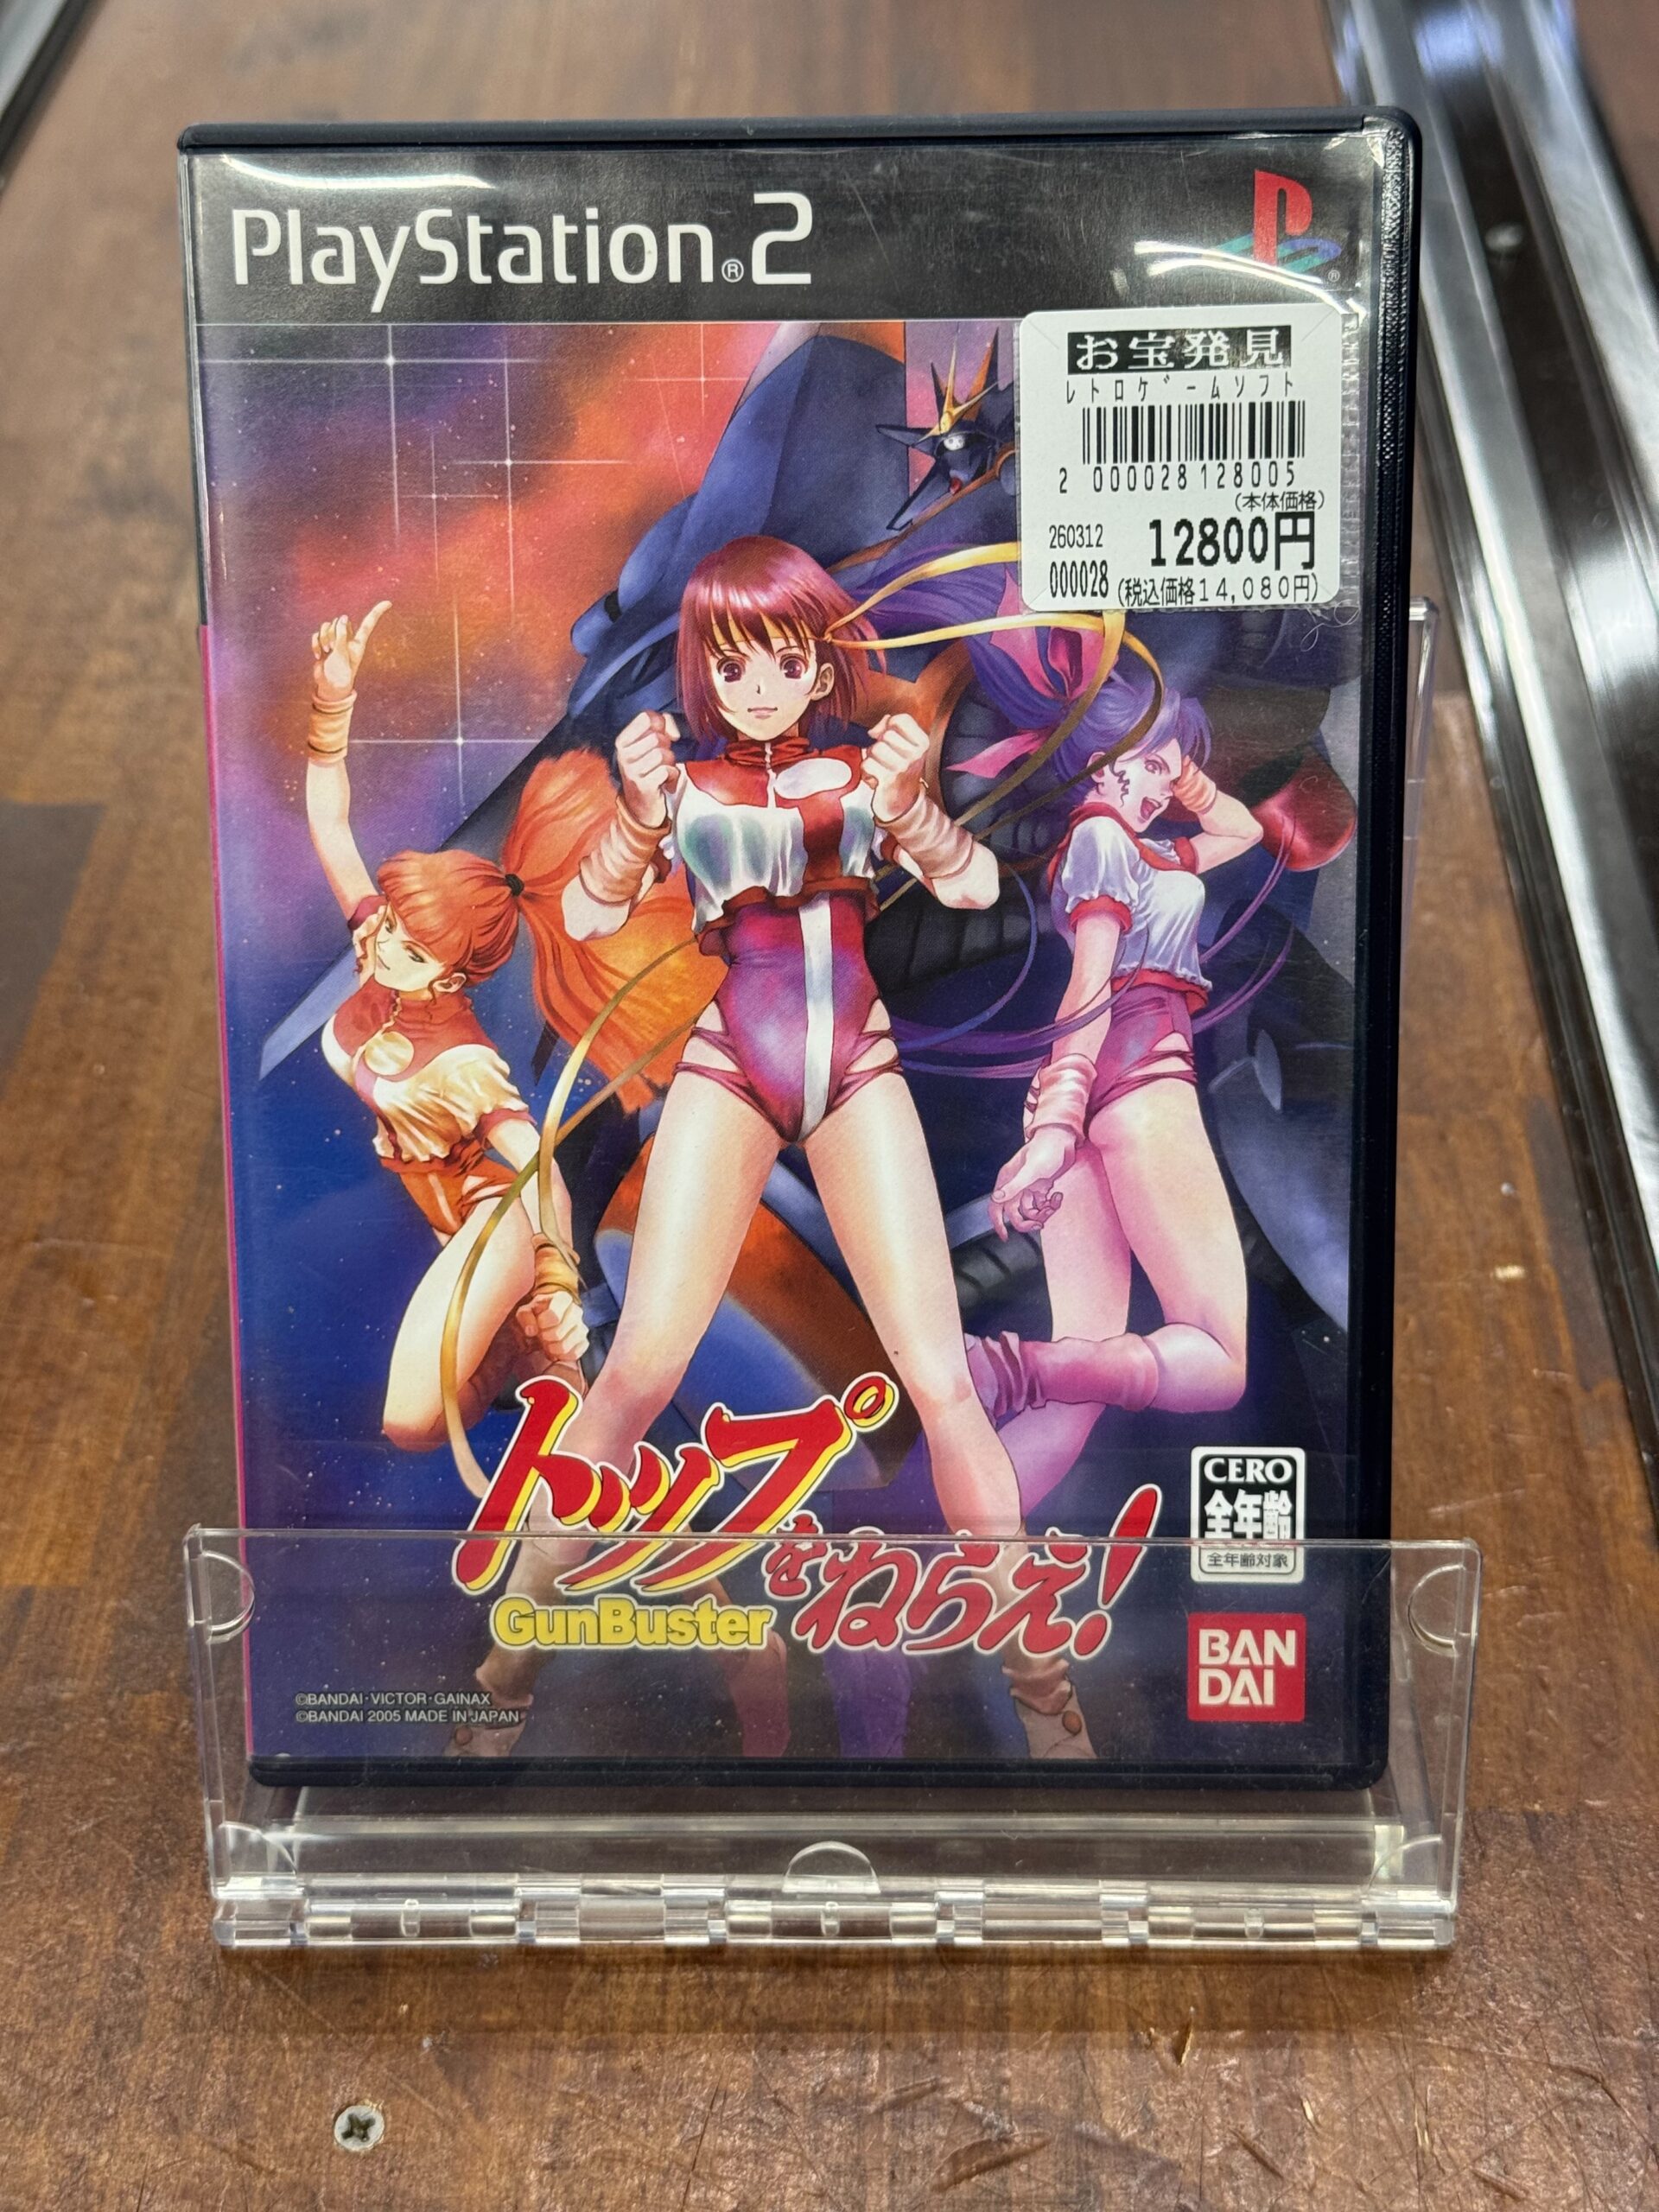 PlayStation®2
®
お宝発見
レトロゲームソフト
2 000028 128005
(本体価格)
260312 12800円
000028 (税込価格14,080円)
トップをねらえ!
GunBuster
CERO
全年齢
全年齢対象
BAN
DAI
©BANDAI・VICTOR・GAINAX
©BANDAI 2005 MADE IN JAPAN